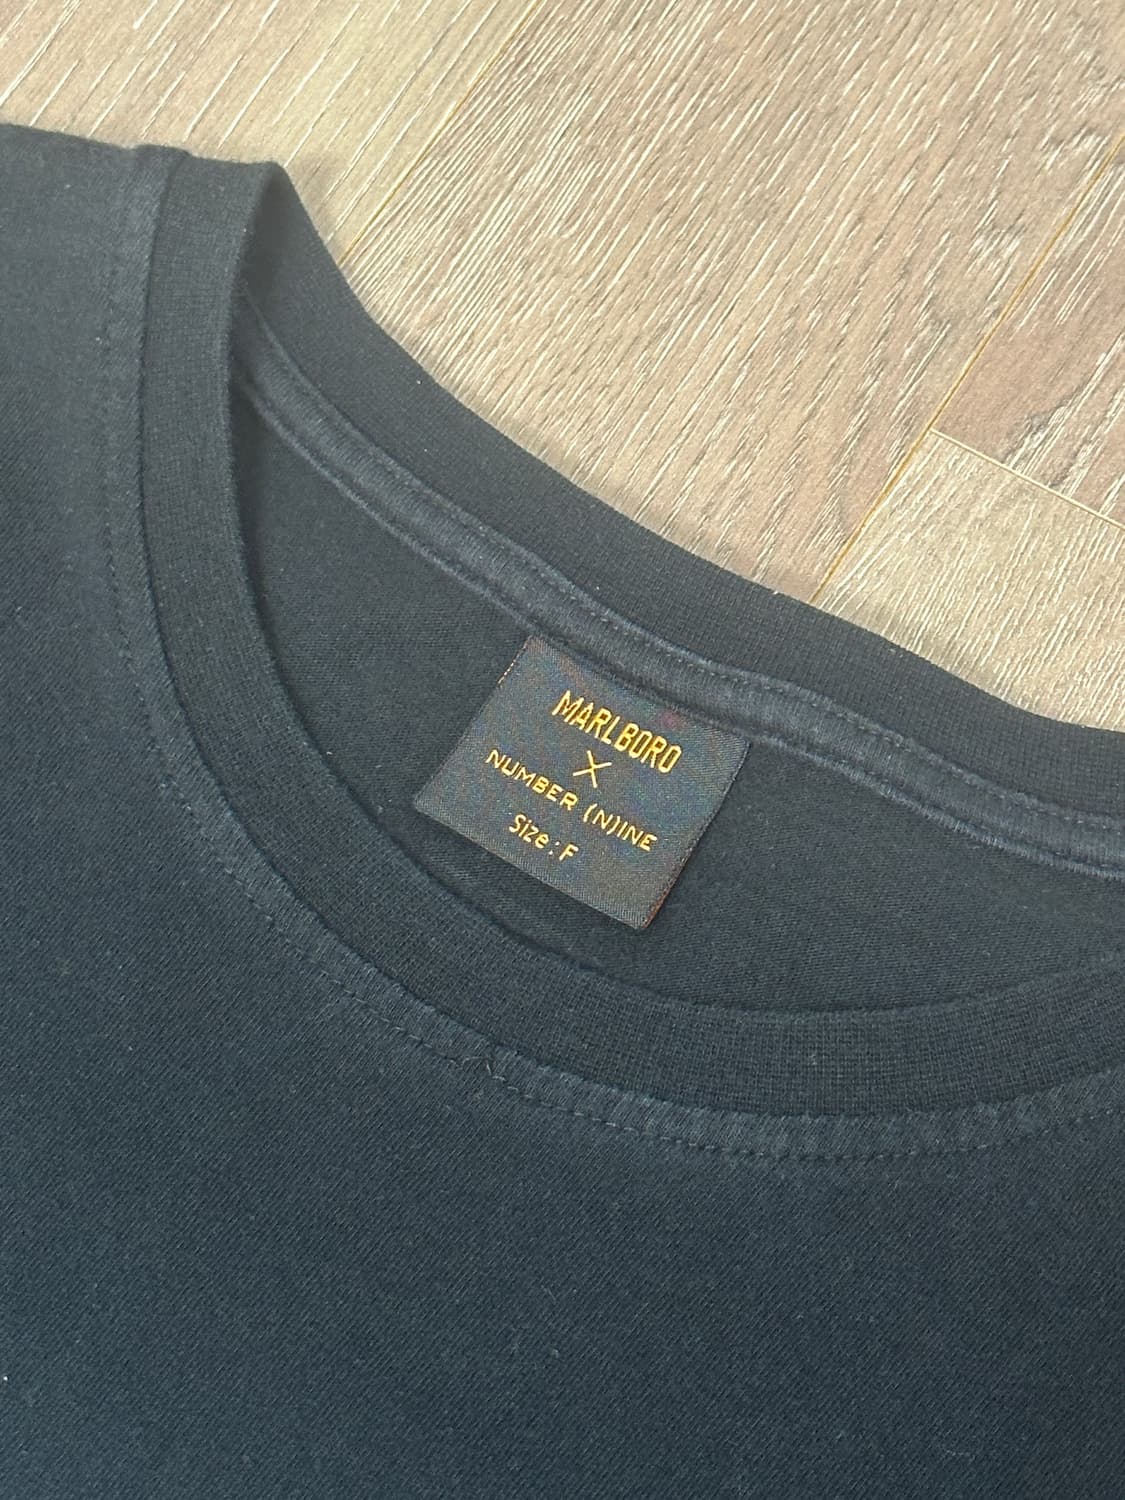 MARLBORO
X
NUMBER (N)INE
Size: F